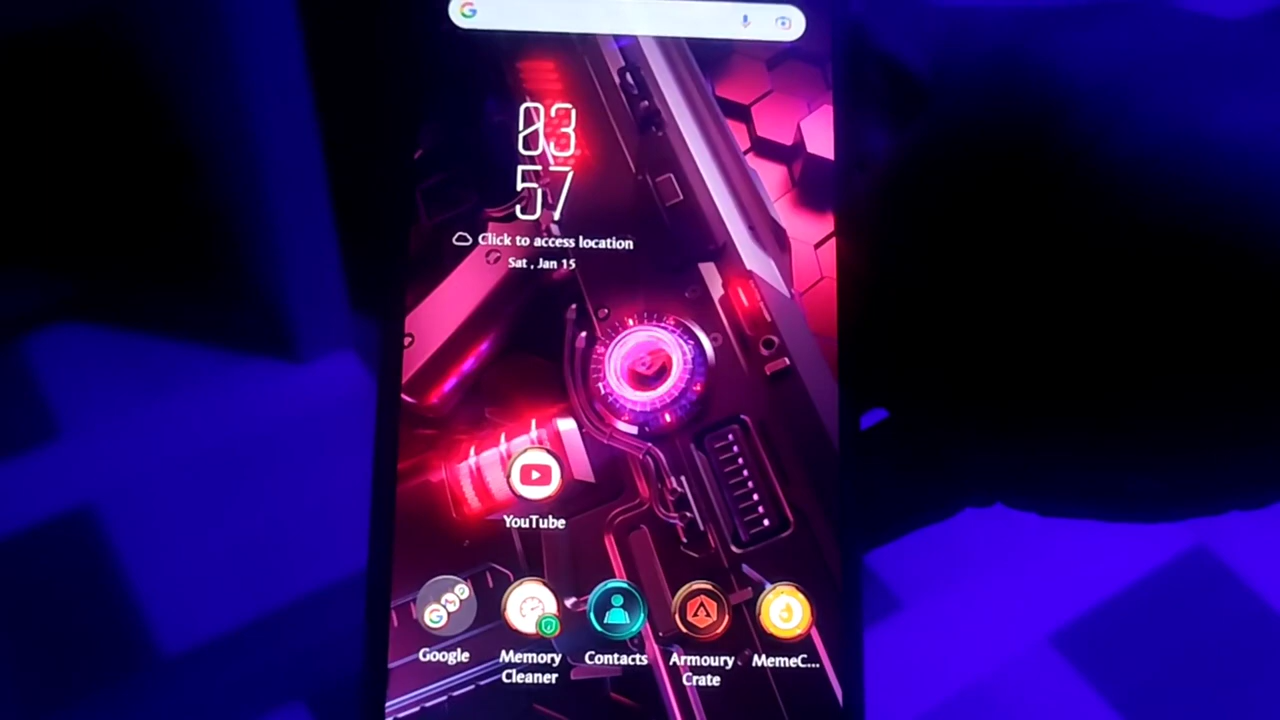 03
57
Click to access location
Sat , Jan 15
YouTube
Google
Memory
Cleaner
Contacts
Armoury
Crate
MemeC...